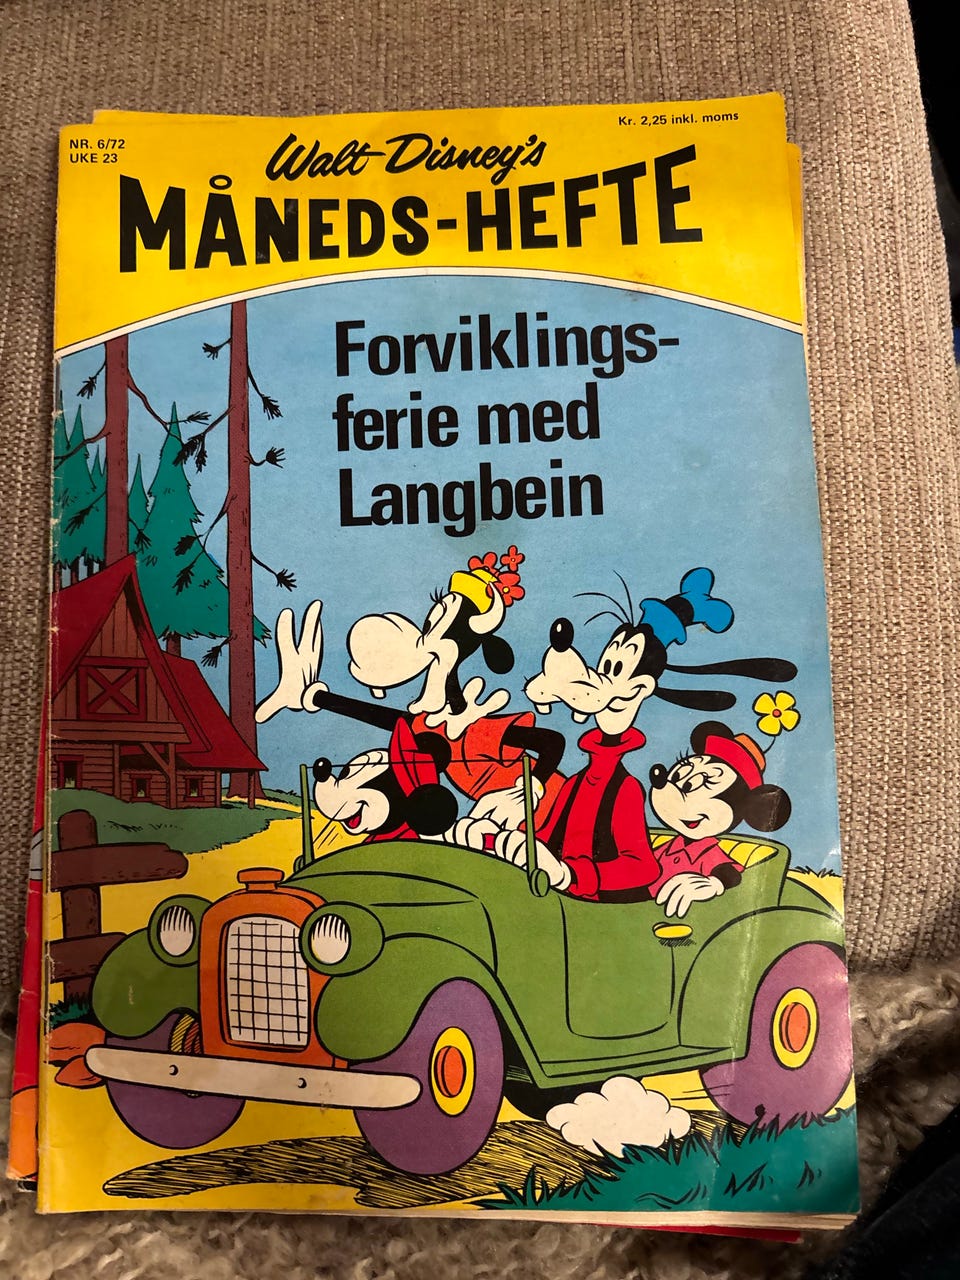 NR. 6/72
UKE 23
Kr. 2,25 inkl. moms
Walt Disney's
MÅNEDS-HEFTE
Forviklings-
ferie med
Langbein